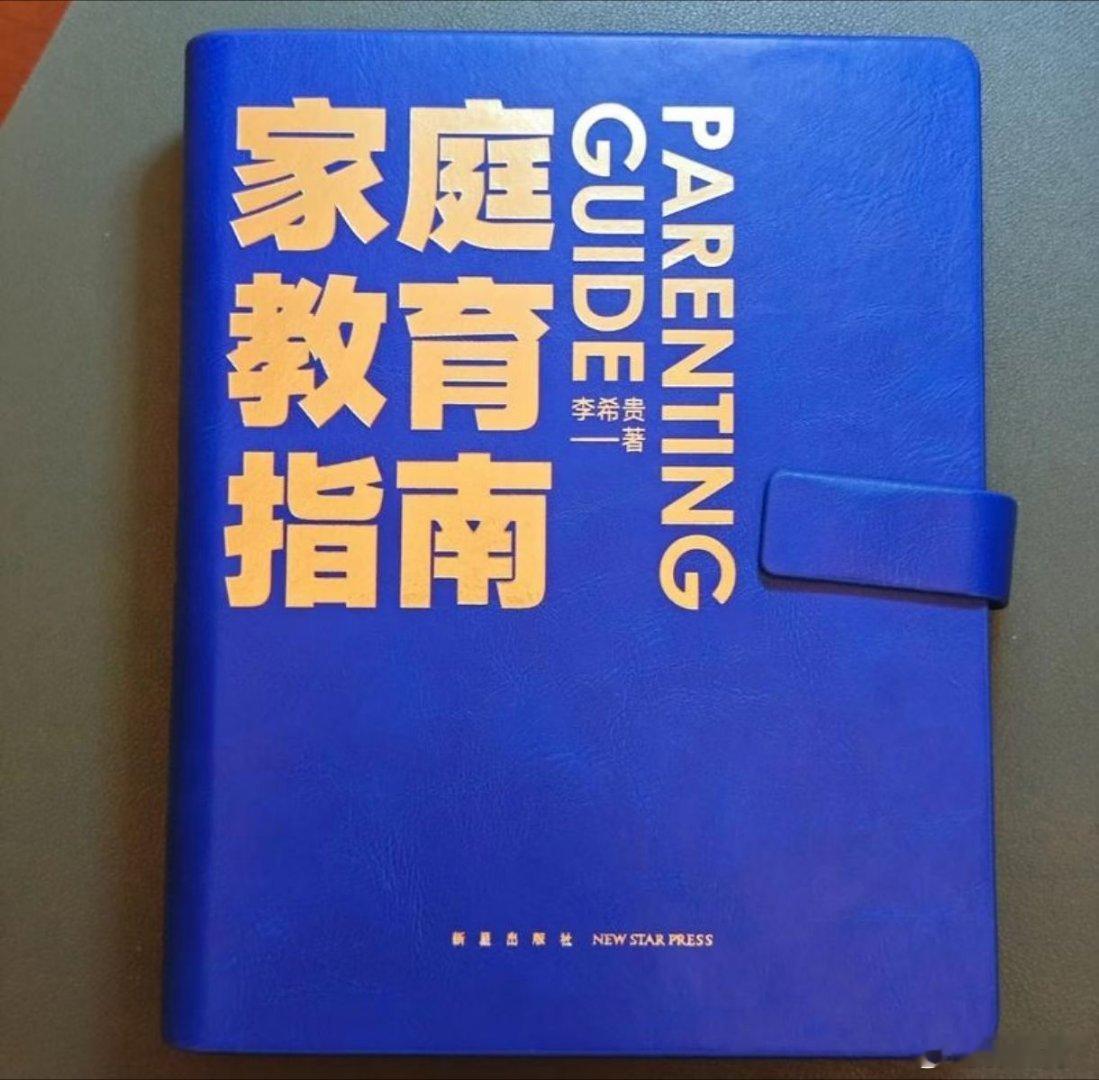 家庭
教育
指南
PARENTING
GUIDE
李希贵
一著
新星出版社 NEW STAR PRESS